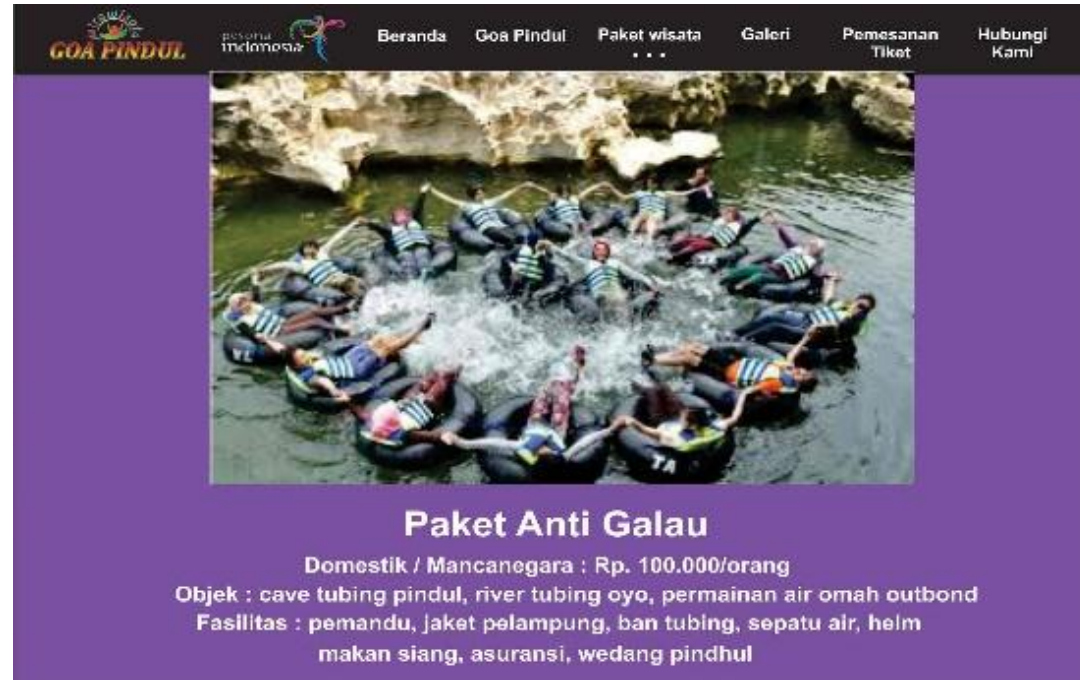 GOA PINDUL
pesona
indonesia
Beranda
Goa Pindul
Paket wisata
Galeri
Pemesanan
Tiket
Hubungi
Kami
TA
Paket Anti Galau
Domestik / Mancanegara : Rp. 100.000/orang
Objek : cave tubing pindul, river tubing oyo, permainan air omah outbond
Fasilitas : pemandu, jaket pelampung, ban tubing, sepatu air, helm
makan siang, asuransi, wedang pindhul